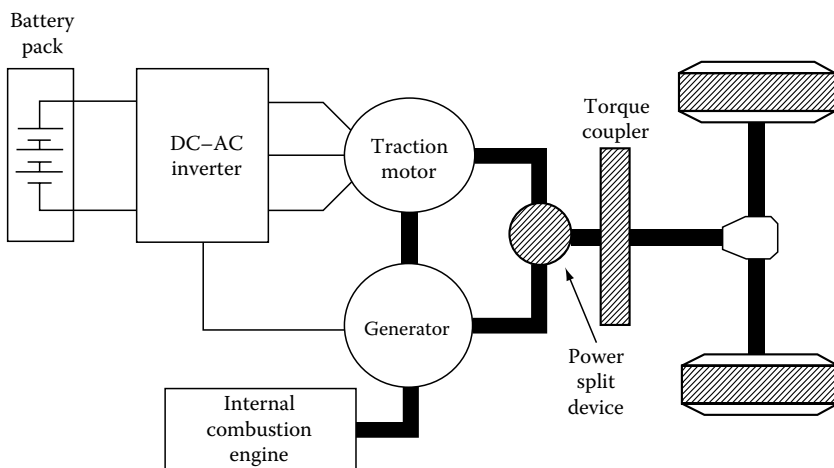 Battery
pack
DC–AC
inverter
Traction
motor
Torque
coupler
Generator
Power
split
device
Internal
combustion
engine